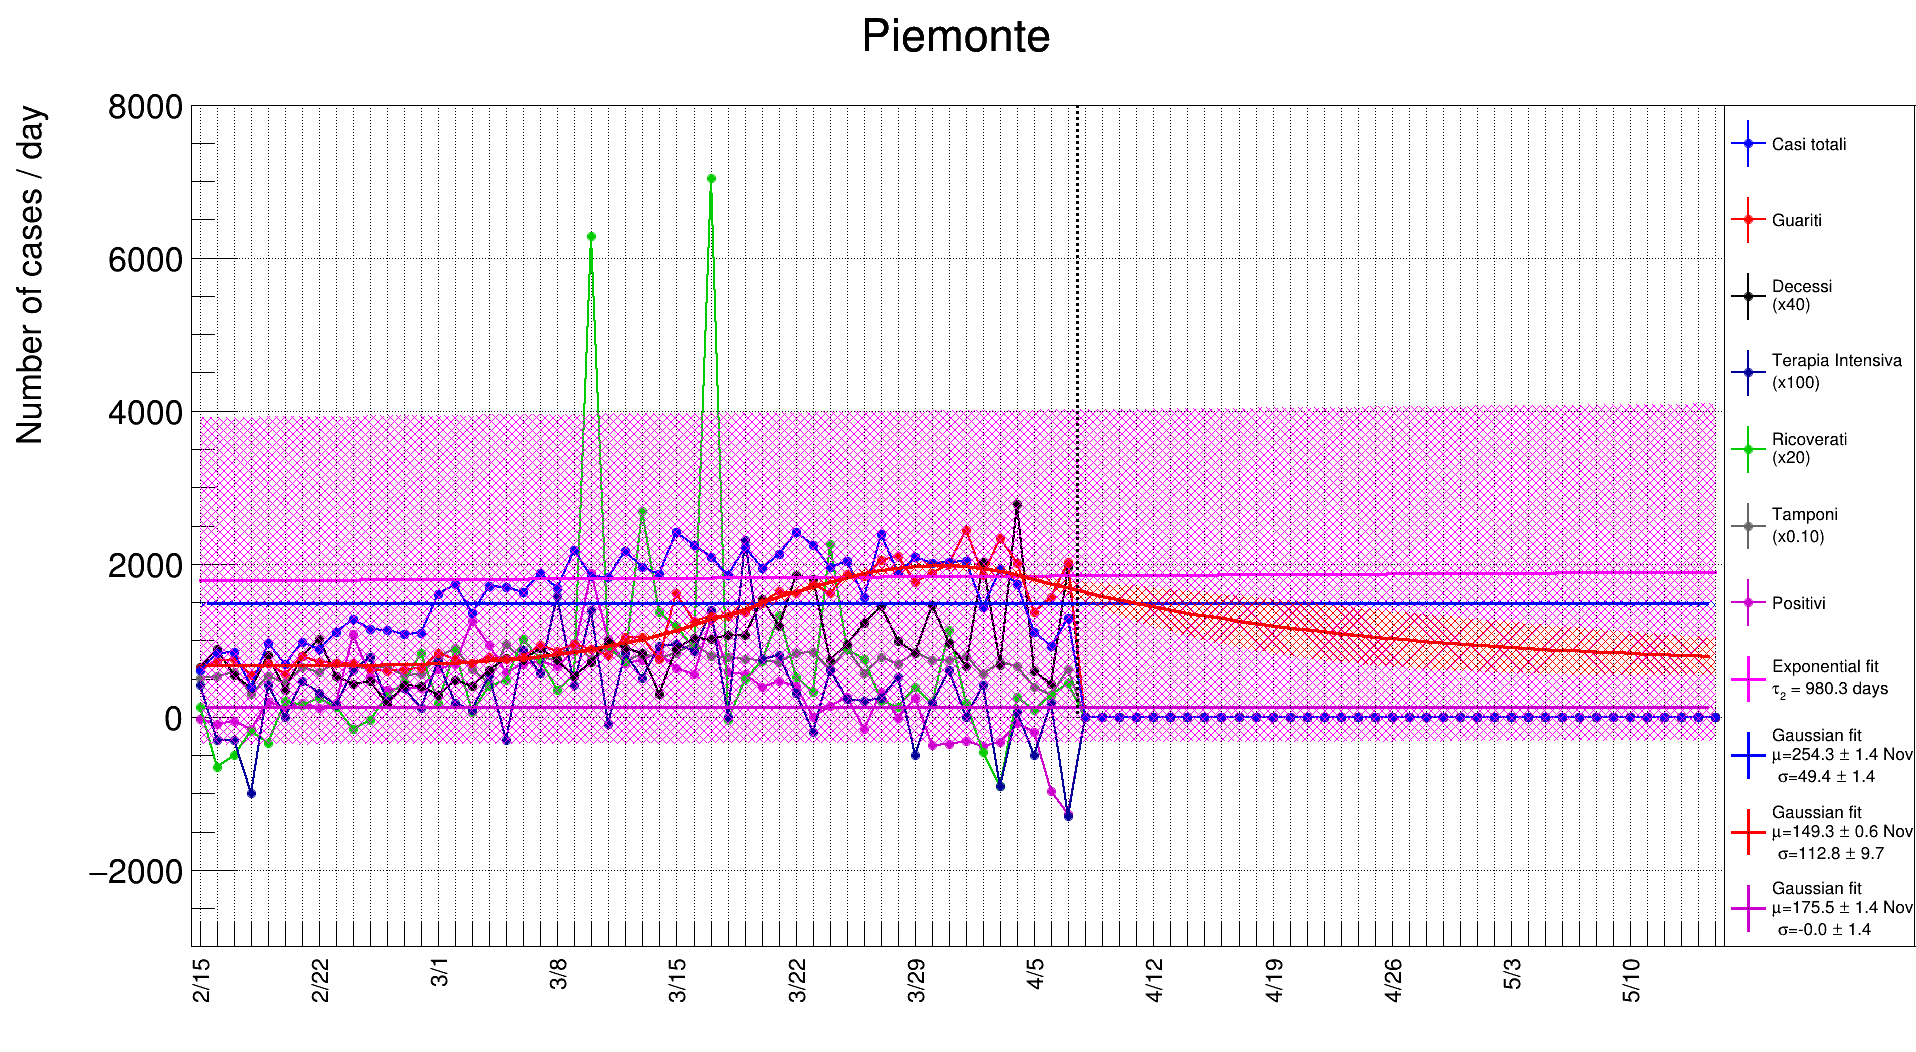 Piemonte
Number of cases / day
8000
6000
4000
2000
0
−2000
2/15
2/22
3/1
3/8
3/15
3/22
3/29
4/5
4/12
4/19
4/26
5/3
5/10
Casi totali
Guariti
Decessi
(x40)
Terapia Intensiva
(x100)
Ricoverati
(x20)
Tamponi
(x0.10)
Positivi
Exponential fit
τ₂ = 980.3 days
Gaussian fit
μ=254.3 ± 1.4 Nov
σ=49.4 ± 1.4
Gaussian fit
μ=149.3 ± 0.6 Nov
σ=112.8 ± 9.7
Gaussian fit
μ=175.5 ± 1.4 Nov
σ=-0.0 ± 1.4